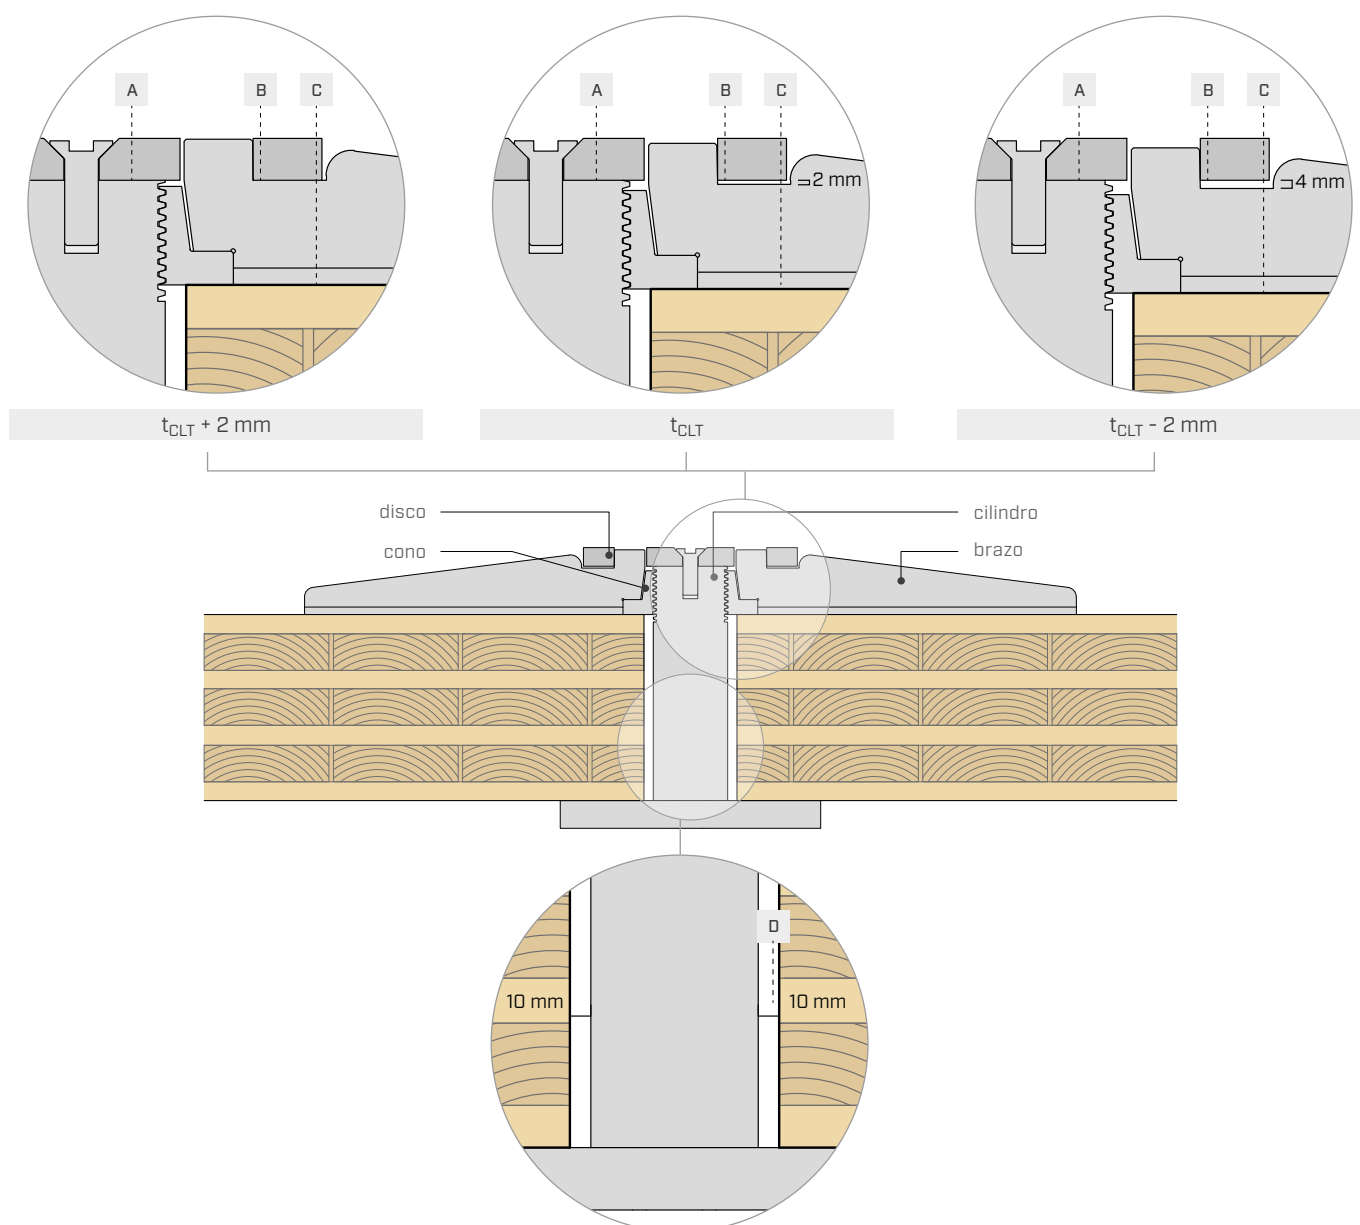 A B C
A B C
A B C
2 mm
4 mm
tCLT + 2 mm
tCLT
tCLT - 2 mm
disco
cilindro
cono
brazo
D
10 mm
10 mm